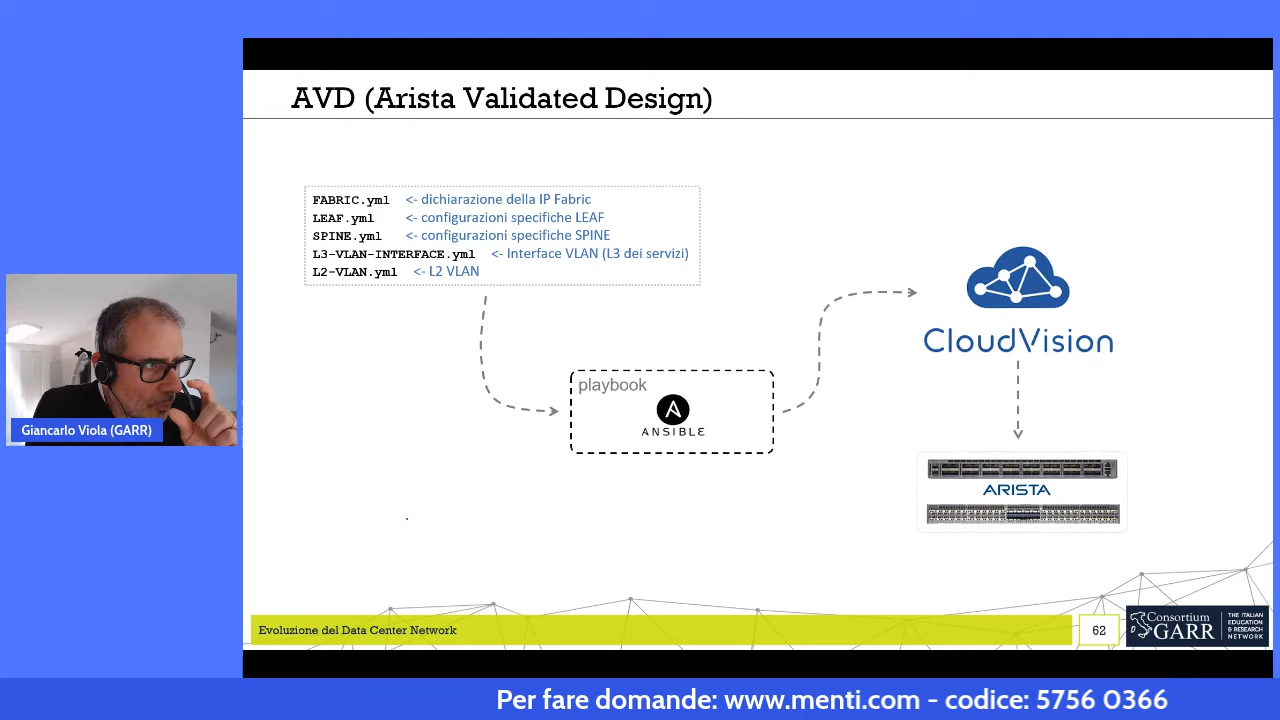 AVD (Arista Validated Design)
FABRIC.yml <- dichiarazione della IP Fabric
LEAF.yml <- configurazioni specifiche LEAF
SPINE.yml <- configurazioni specifiche SPINE
L3-VLAN-INTERFACE.yml <- Interface VLAN (L3 dei servizi)
L2-VLAN.yml <- L2 VLAN
CloudVision
playbook
ANSIBLE
ARISTA
Giancarlo Viola (GARR)
Evoluzione del Data Center Network
62
Consortium
GARR
THE ITALIAN
EDUCATION
& RESEARCH
NETWORK
Per fare domande: www.menti.com - codice: 5756 0366